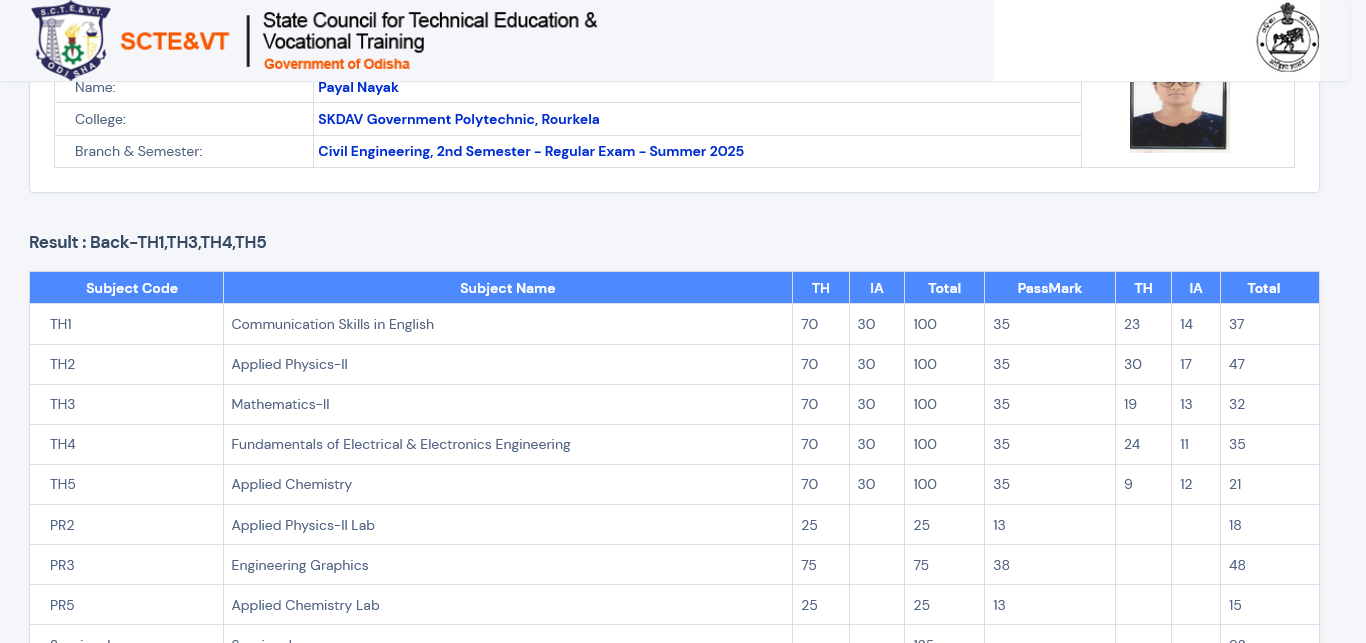 S.C.T.E.&V.T.
ODISHA
SCTE&VT
State Council for Technical Education &
Vocational Training
Government of Odisha
Name: Payal Nayak
College: SKDAV Government Polytechnic, Rourkela
Branch & Semester: Civil Engineering, 2nd Semester - Regular Exam - Summer 2025
Result : Back-TH1,TH3,TH4,TH5
Subject Code Subject Name TH IA Total PassMark TH IA Total
TH1 Communication Skills in English 70 30 100 35 23 14 37
TH2 Applied Physics-II 70 30 100 35 30 17 47
TH3 Mathematics-II 70 30 100 35 19 13 32
TH4 Fundamentals of Electrical & Electronics Engineering 70 30 100 35 24 11 35
TH5 Applied Chemistry 70 30 100 35 9 12 21
PR2 Applied Physics-II Lab 25 25 13 18
PR3 Engineering Graphics 75 75 38 48
PR5 Applied Chemistry Lab 25 25 13 15